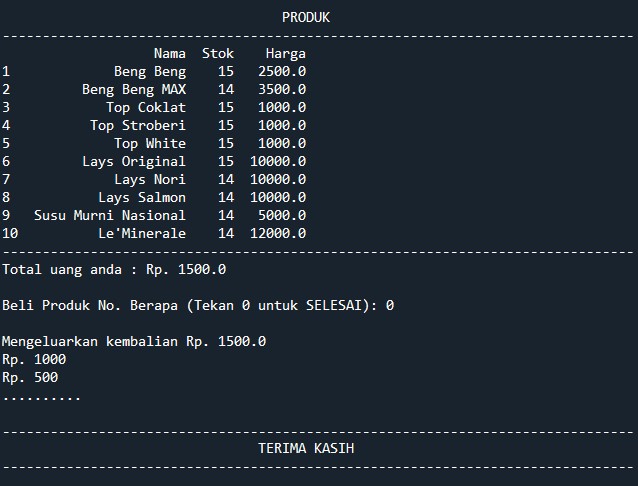 PRODUK
-------------------------------------------------------------------------------
Nama Stok Harga
1 Beng Beng 15 2500.0
2 Beng Beng MAX 14 3500.0
3 Top Coklat 15 1000.0
4 Top Stroberi 15 1000.0
5 Top White 15 1000.0
6 Lays Original 15 10000.0
7 Lays Nori 14 10000.0
8 Lays Salmon 14 10000.0
9 Susu Murni Nasional 14 5000.0
10 Le'Minerale 14 12000.0
-------------------------------------------------------------------------------
Total uang anda : Rp. 1500.0
Beli Produk No. Berapa (Tekan 0 untuk SELESAI): 0
Mengeluarkan kembalian Rp. 1500.0
Rp. 1000
Rp. 500
..........
-------------------------------------------------------------------------------
TERIMA KASIH
-------------------------------------------------------------------------------